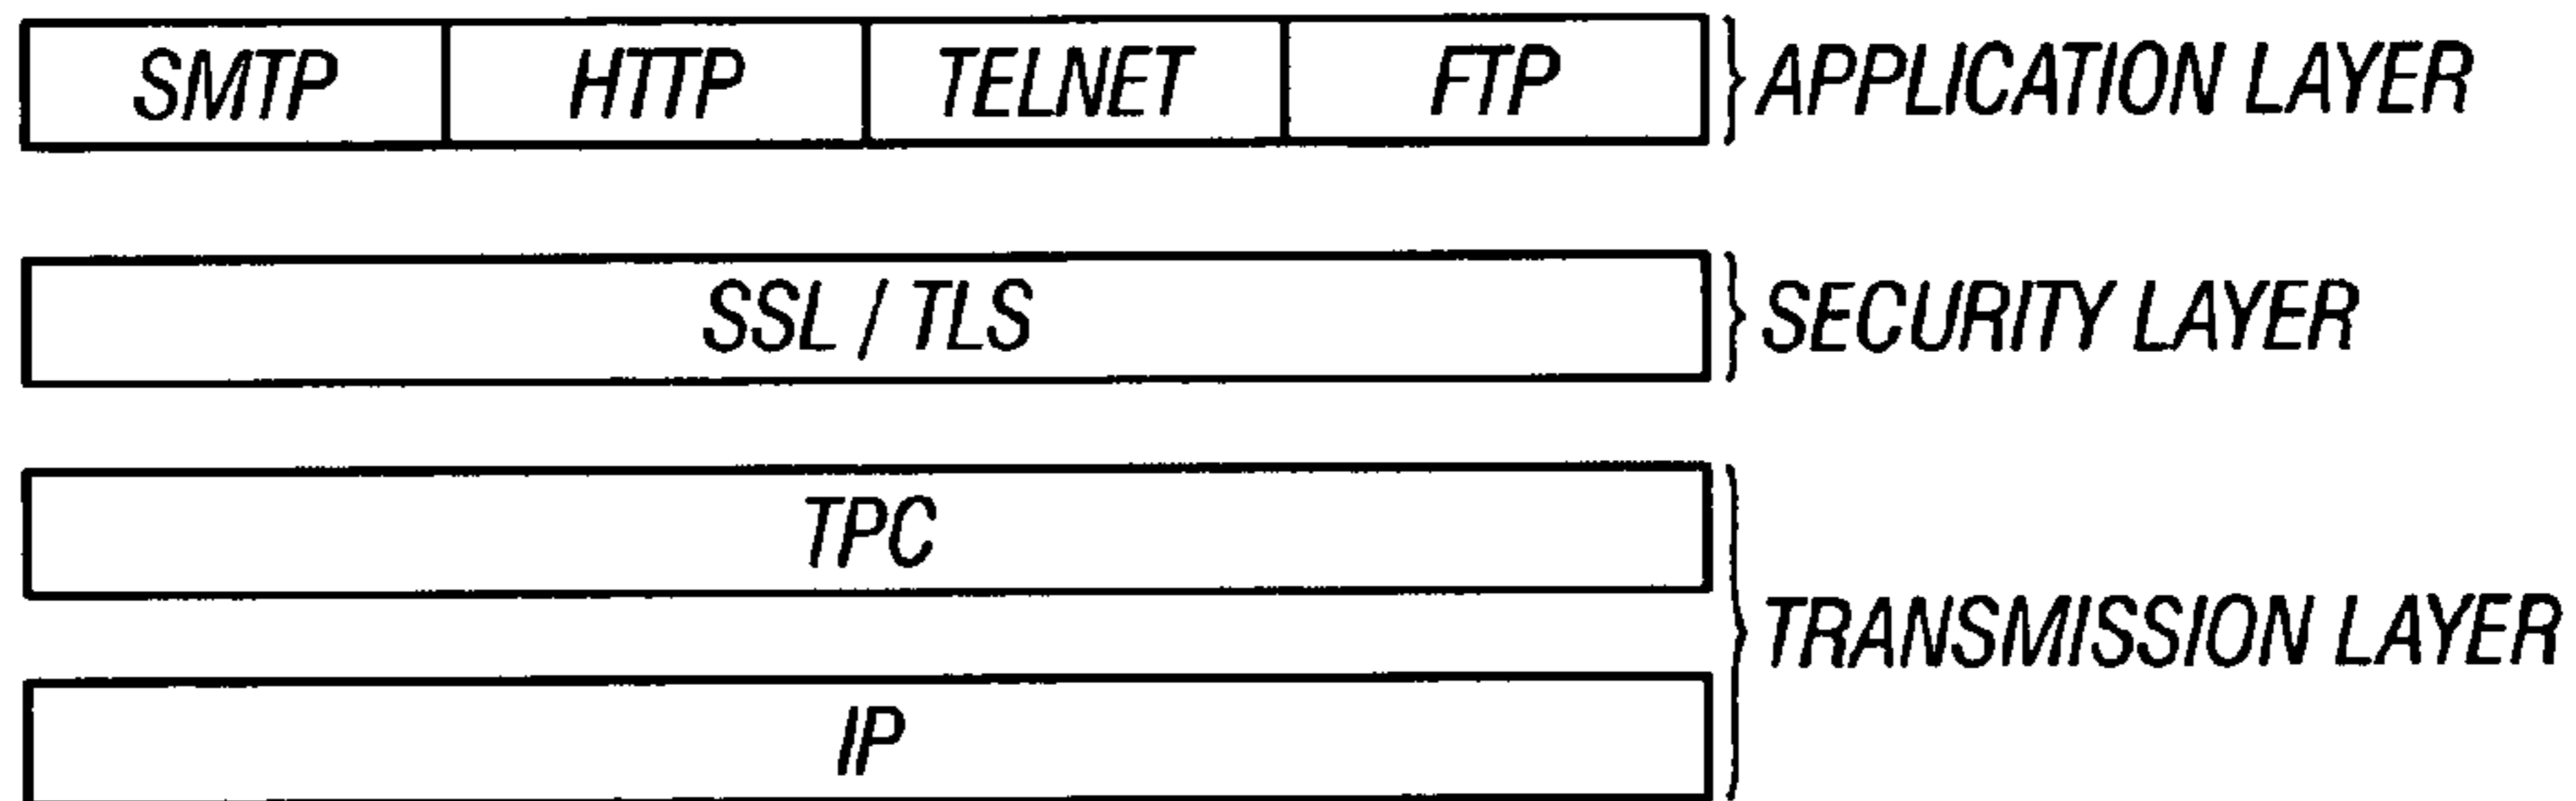 SMTP HTTP TELNET FTP APPLICATION LAYER
SSL / TLS SECURITY LAYER
TPC
TRANSMISSION LAYER
IP